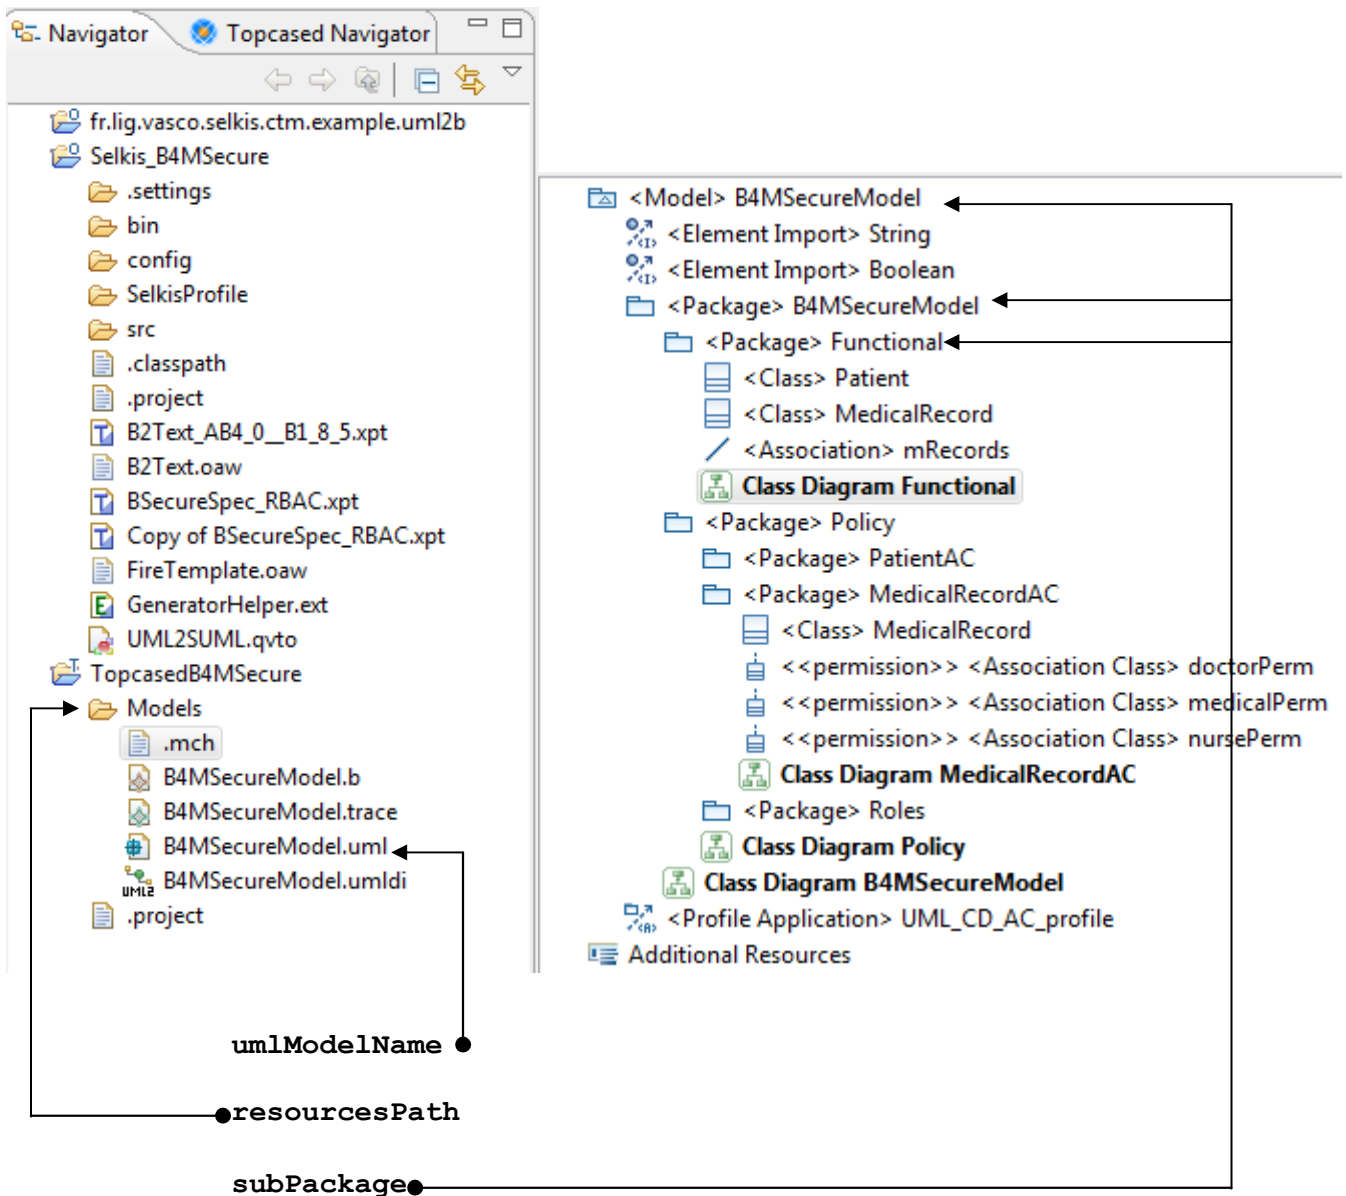 Navigator
Topcased Navigator
fr.lig.vasco.selkis.ctm.example.uml2b
Selkis_B4MSecure
.settings
bin
config
SelkisProfile
src
.classpath
.project
B2Text_AB4_0__B1_8_5.xpt
B2Text.oaw
BSecureSpec_RBAC.xpt
Copy of BSecureSpec_RBAC.xpt
FireTemplate.oaw
GeneratorHelper.ext
UML2SUML.qvto
TopcasedB4MSecure
Models
.mch
B4MSecureModel.b
B4MSecureModel.trace
B4MSecureModel.uml
B4MSecureModel.umldi
.project
<Model> B4MSecureModel
<Element Import> String
<Element Import> Boolean
<Package> B4MSecureModel
<Package> Functional
<Class> Patient
<Class> MedicalRecord
<Association> mRecords
Class Diagram Functional
<Package> Policy
<Package> PatientAC
<Package> MedicalRecordAC
<Class> MedicalRecord
<<permission>> <Association Class> doctorPerm
<<permission>> <Association Class> medicalPerm
<<permission>> <Association Class> nursePerm
Class Diagram MedicalRecordAC
<Package> Roles
Class Diagram Policy
Class Diagram B4MSecureModel
<Profile Application> UML_CD_AC_profile
Additional Resources
umlModelName
resourcesPath
subPackage